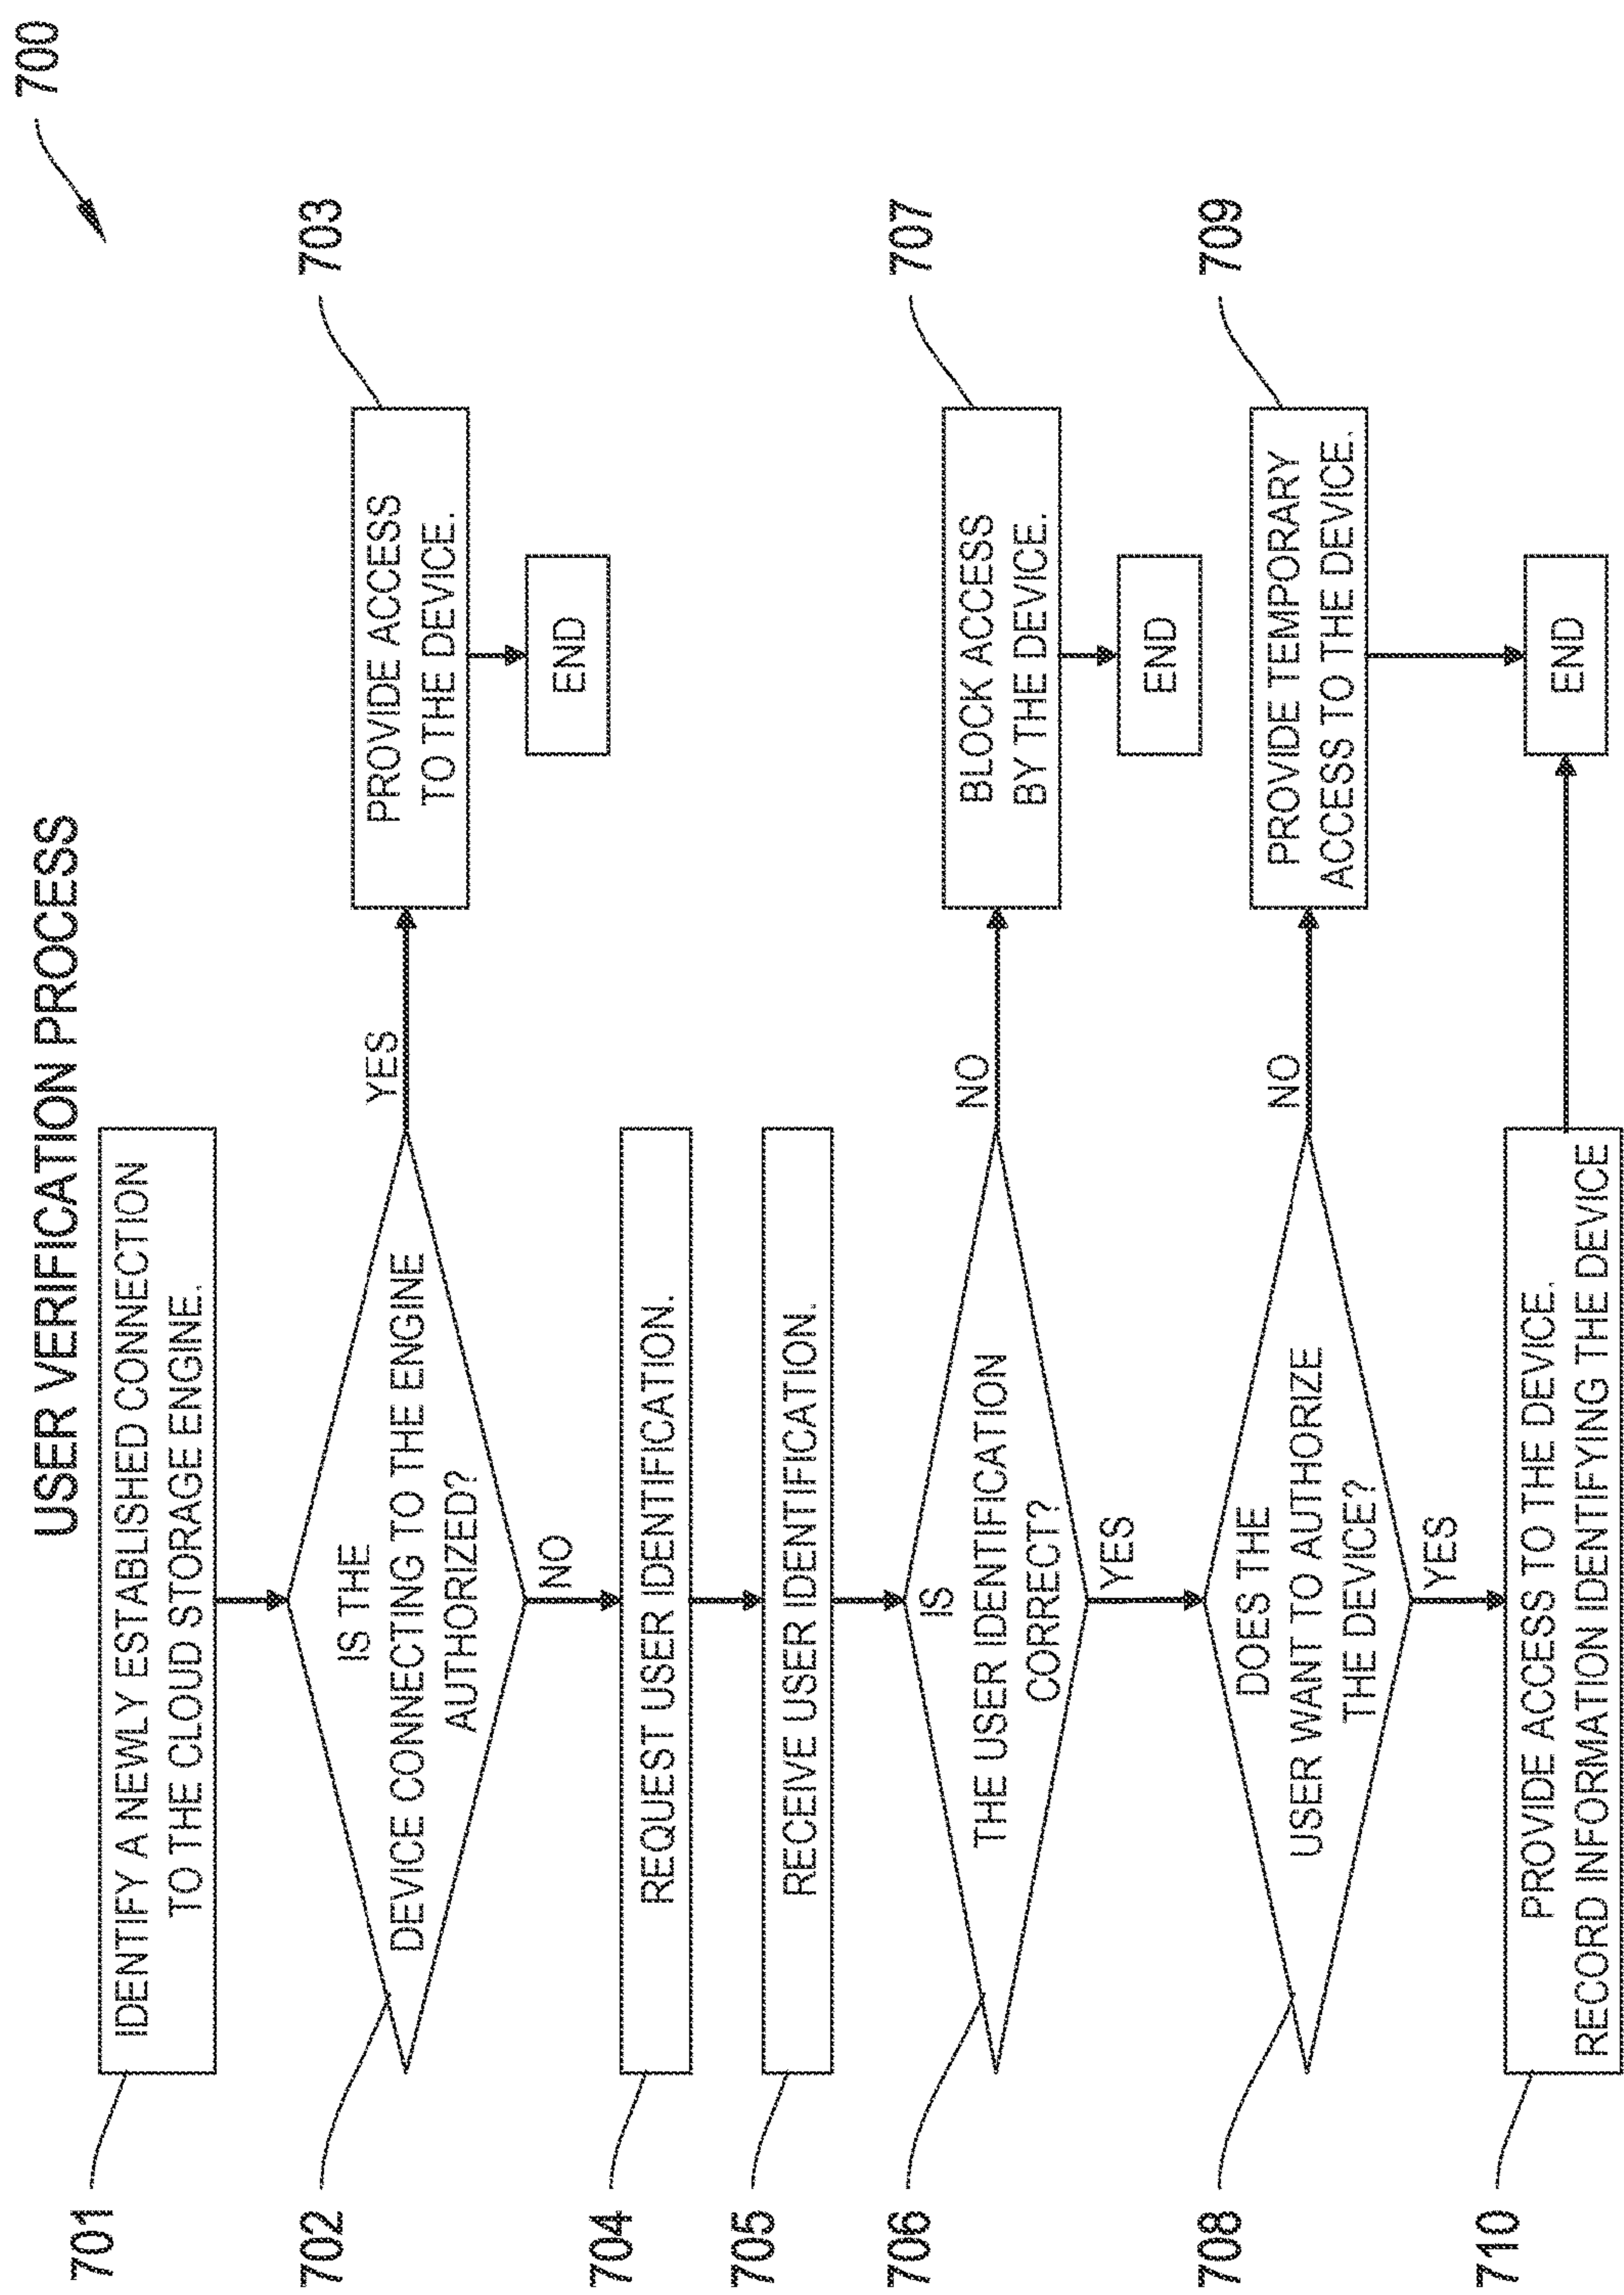 700
USER VERIFICATION PROCESS
701
IDENTIFY A NEWLY ESTABLISHED CONNECTION
TO THE CLOUD STORAGE ENGINE.
702
IS THE
DEVICE CONNECTING TO THE ENGINE
AUTHORIZED?
YES
703
PROVIDE ACCESS
TO THE DEVICE.
END
NO
704
REQUEST USER IDENTIFICATION.
705
RECEIVE USER IDENTIFICATION.
706
IS
THE USER IDENTIFICATION
CORRECT?
NO
707
BLOCK ACCESS
BY THE DEVICE.
END
YES
708
DOES THE
USER WANT TO AUTHORIZE
THE DEVICE?
NO
709
PROVIDE TEMPORARY
ACCESS TO THE DEVICE.
YES
710
PROVIDE ACCESS TO THE DEVICE.
RECORD INFORMATION IDENTIFYING THE DEVICE
END